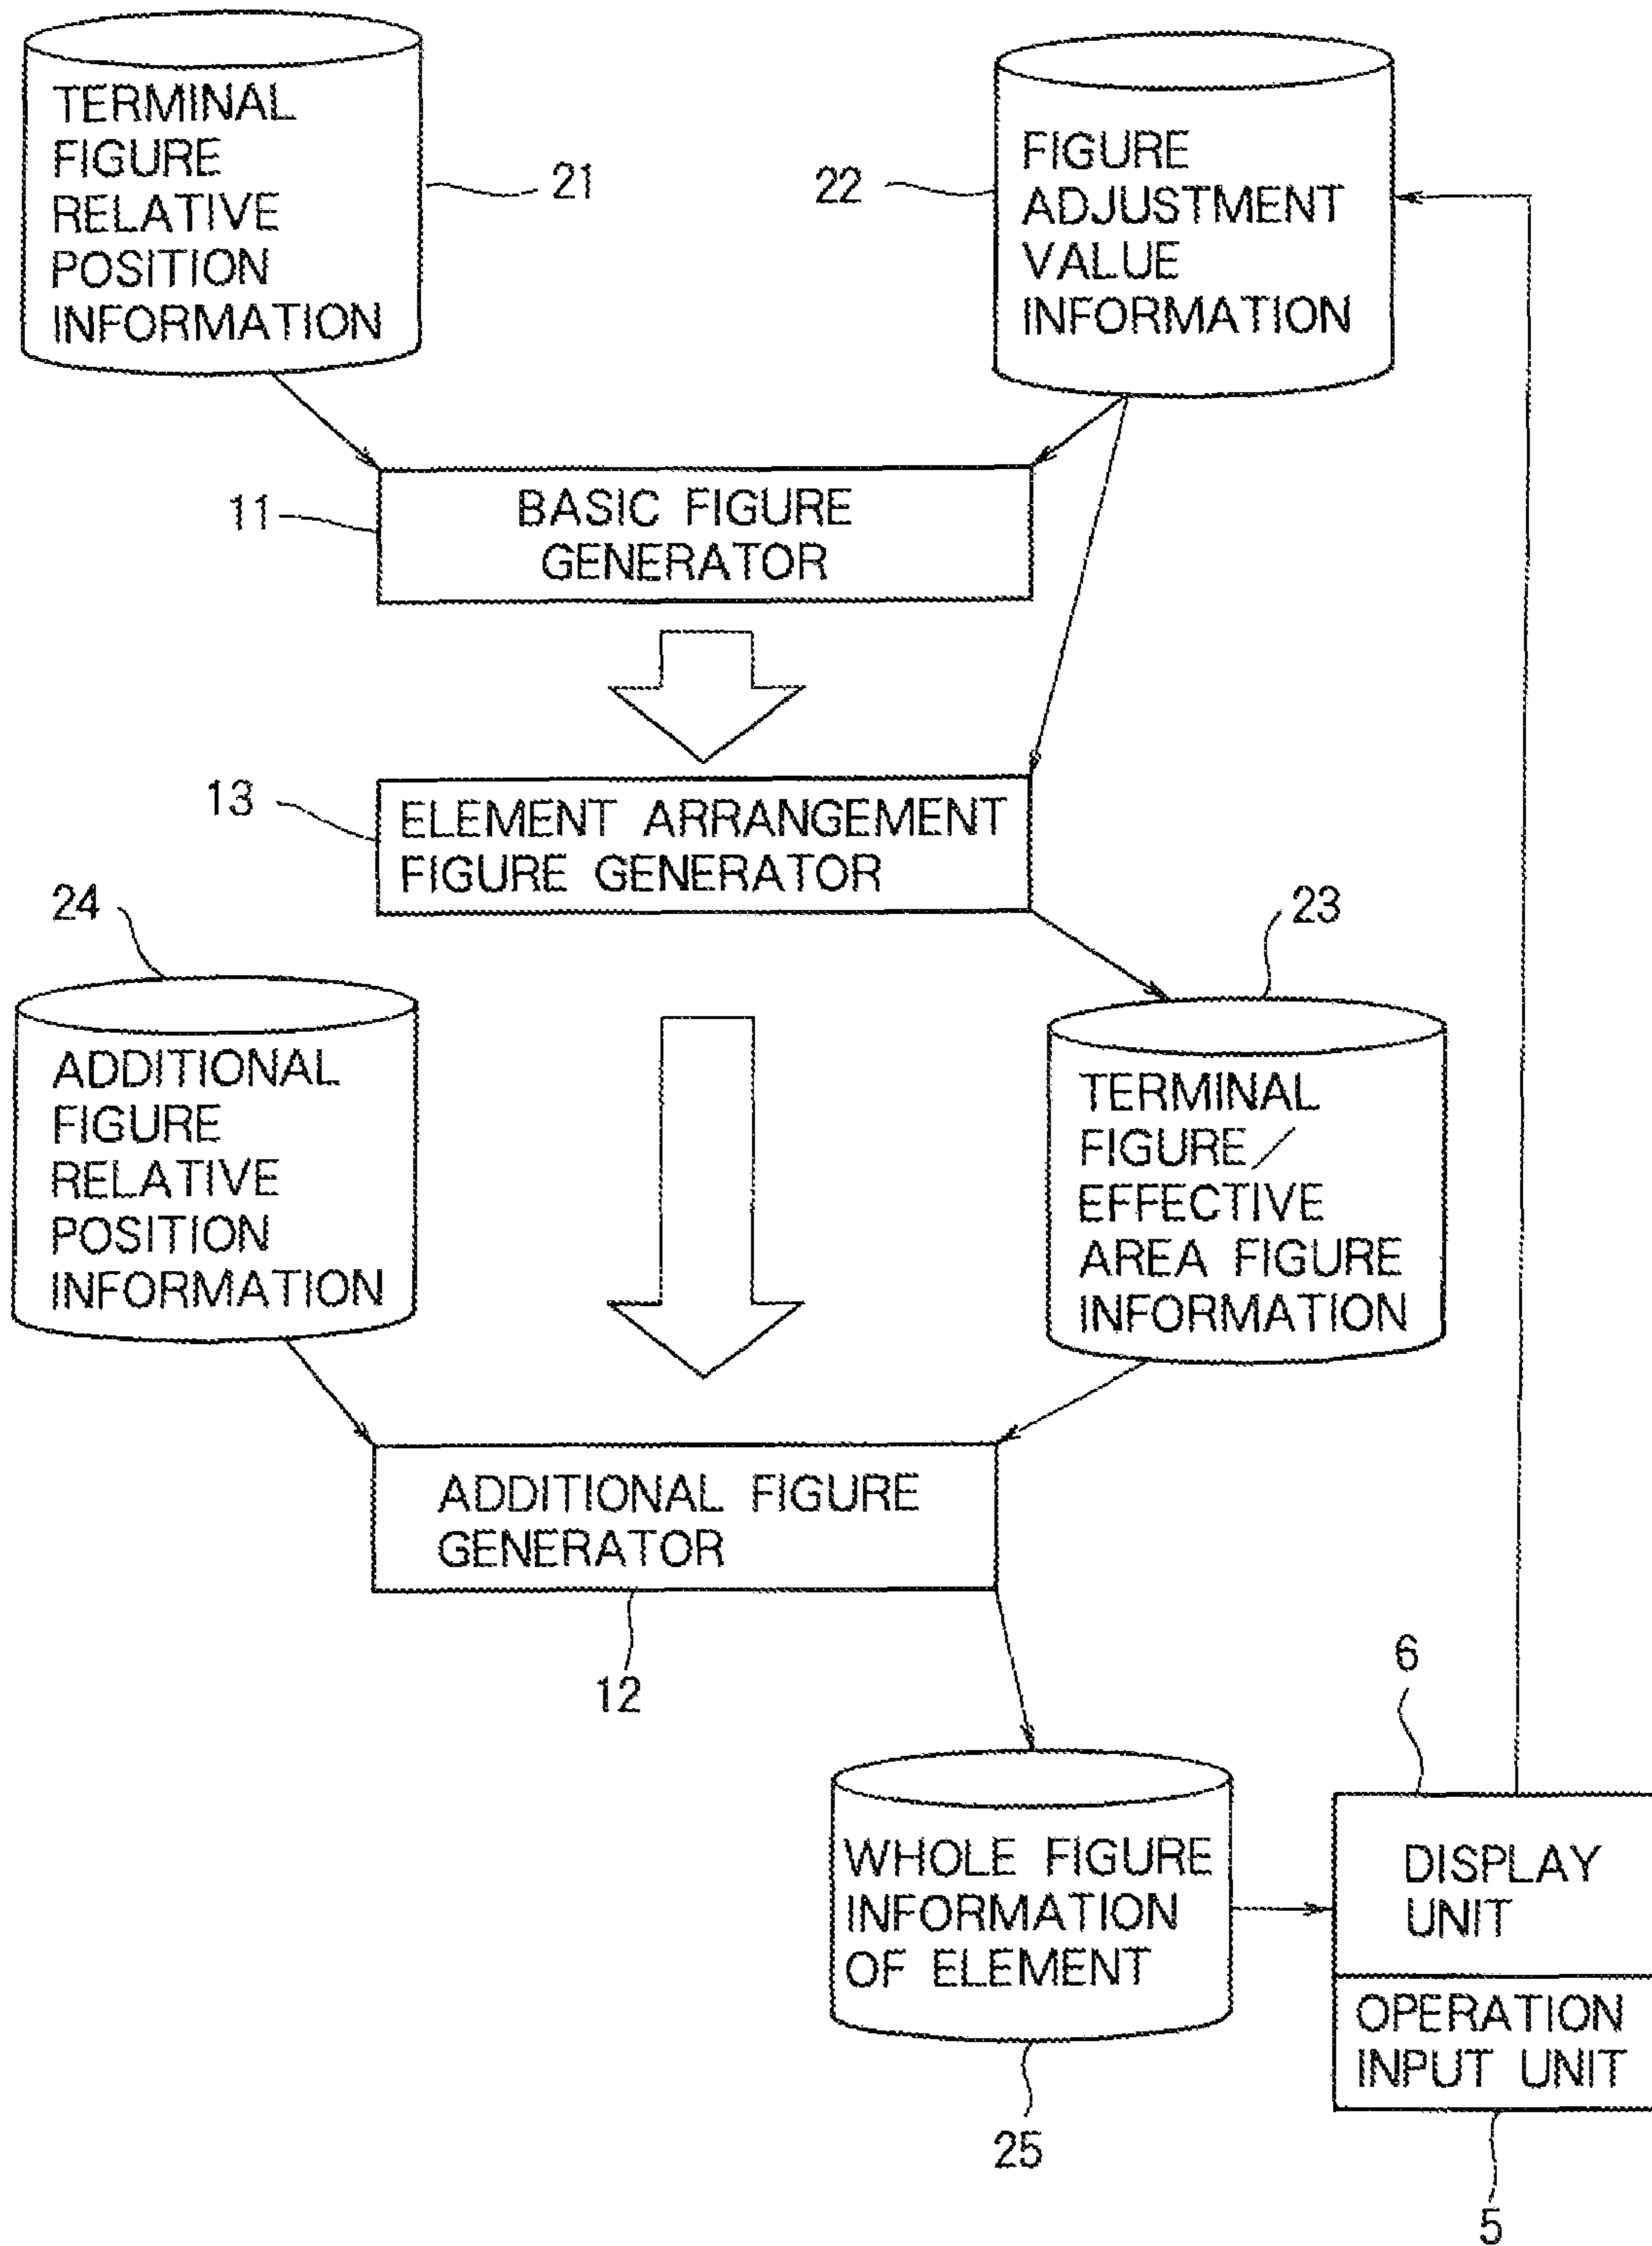 TERMINAL
FIGURE
RELATIVE
POSITION
INFORMATION
21
22
FIGURE
ADJUSTMENT
VALUE
INFORMATION
11
BASIC FIGURE
GENERATOR
13
ELEMENT ARRANGEMENT
FIGURE GENERATOR
24
23
ADDITIONAL
FIGURE
RELATIVE
POSITION
INFORMATION
TERMINAL
FIGURE/
EFFECTIVE
AREA FIGURE
INFORMATION
ADDITIONAL FIGURE
GENERATOR
12
6
WHOLE FIGURE
INFORMATION
OF ELEMENT
DISPLAY
UNIT
OPERATION
INPUT UNIT
25
5